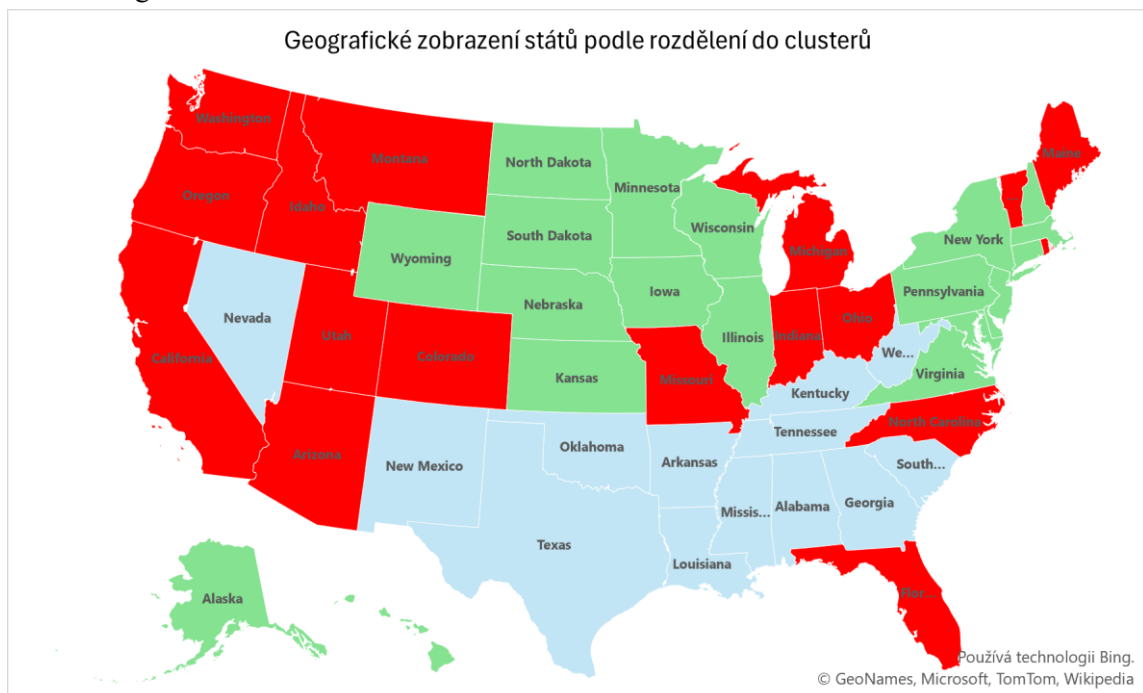 Geografické zobrazení států podle rozdělení do clusterů
Washington
Montana
North Dakota
Minnesota
Maine
Oregon
Idaho
South Dakota
Wisconsin
Michigan
New York
Wyoming
Nebraska
Iowa
Pennsylvania
Nevada
Utah
Colorado
Illinois
Indiana
Ohio
California
Kansas
Missouri
We...
Virginia
Kentucky
Arizona
New Mexico
Oklahoma
Arkansas
Tennessee
North Carolina
South...
Texas
Louisiana
Missis...
Alabama
Georgia
Flor...
Alaska
Používá technologii Bing.
© GeoNames, Microsoft, TomTom, Wikipedia